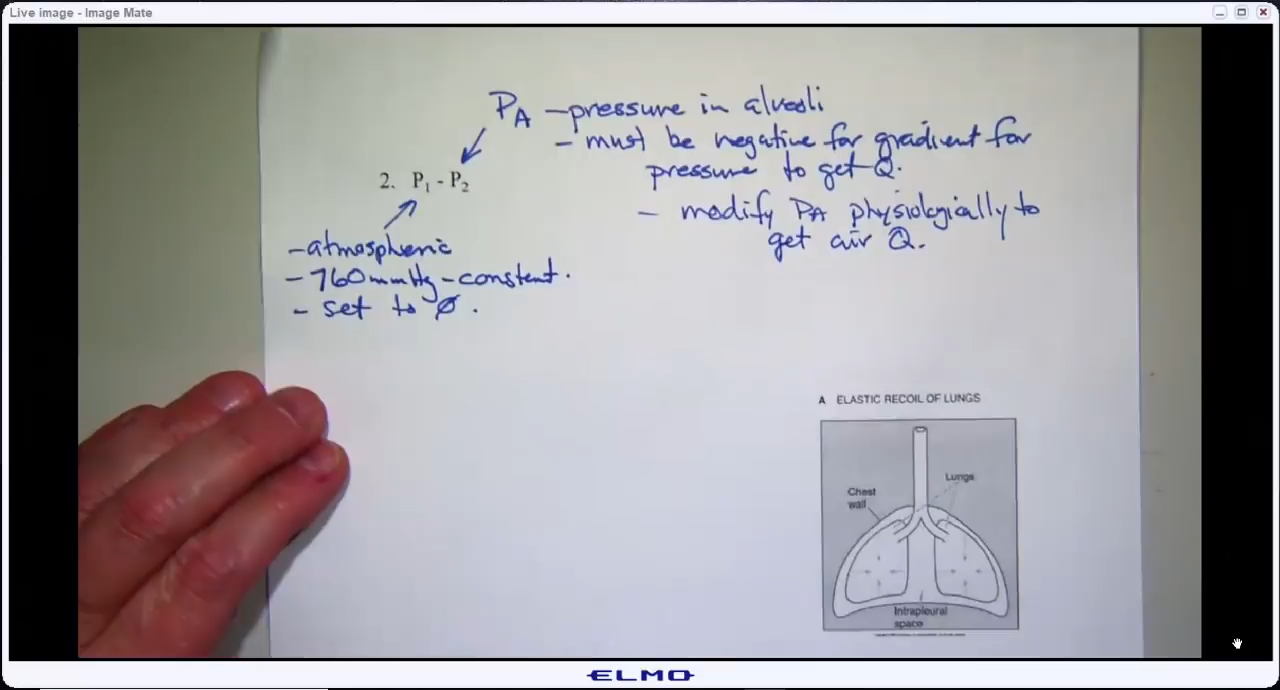 Live image - Image Mate
PA - pressure in alveoli
- must be negative for gradient for
pressure to get Q.
2. P1 - P2
- modify PA physiologially to
get air Q.
- atmospheric
- 760 mmHg - constant.
- set to Ø.
A ELASTIC RECOIL OF LUNGS
Lungs
Chest
wall
Intrapleural
space
ELMO